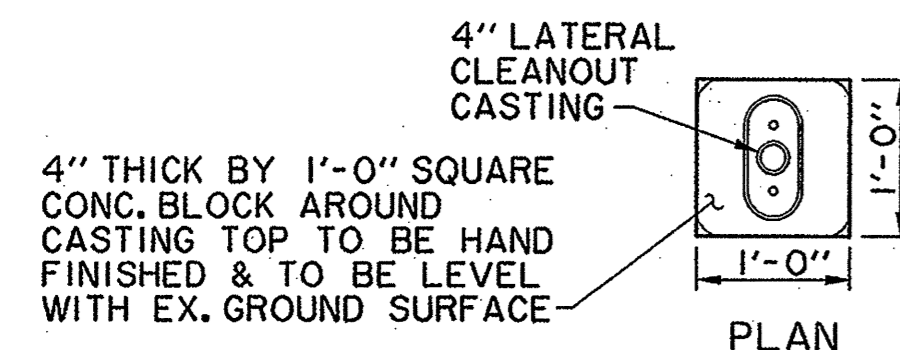 4" LATERAL
CLEANOUT
CASTING
4" THICK BY 1'-0" SQUARE
CONC. BLOCK AROUND
CASTING TOP TO BE HAND
FINISHED & TO BE LEVEL
WITH EX. GROUND SURFACE
1'-0"
1'-0"
PLAN